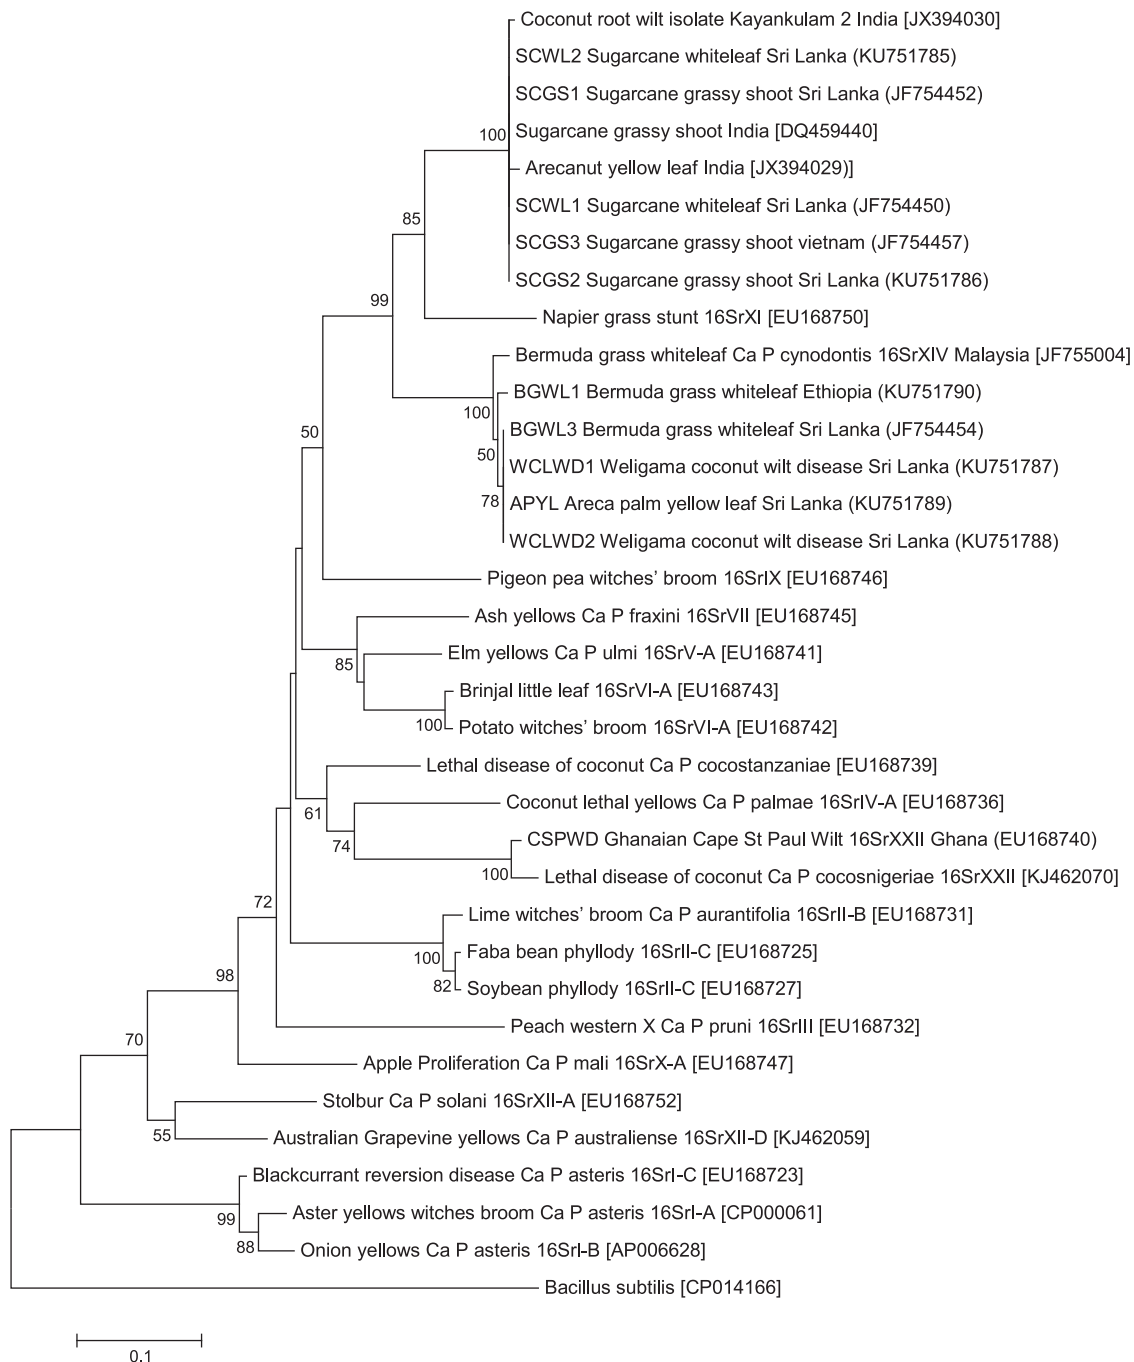 Coconut root wilt isolate Kayankulam 2 India [JX394030]
SCWL2 Sugarcane whiteleaf Sri Lanka (KU751785)
SCGS1 Sugarcane grassy shoot Sri Lanka (JF754452)
100
Sugarcane grassy shoot India [DQ459440]
Arecanut yellow leaf India [JX394029)]
SCWL1 Sugarcane whiteleaf Sri Lanka (JF754450)
85
SCGS3 Sugarcane grassy shoot vietnam (JF754457)
SCGS2 Sugarcane grassy shoot Sri Lanka (KU751786)
99
Napier grass stunt 16SrXI [EU168750]
Bermuda grass whiteleaf Ca P cynodontis 16SrXIV Malaysia [JF755004]
BGWL1 Bermuda grass whiteleaf Ethiopia (KU751790)
100
50
BGWL3 Bermuda grass whiteleaf Sri Lanka (JF754454)
50
WCLWD1 Weligama coconut wilt disease Sri Lanka (KU751787)
78
APYL Areca palm yellow leaf Sri Lanka (KU751789)
WCLWD2 Weligama coconut wilt disease Sri Lanka (KU751788)
Pigeon pea witches’ broom 16SrIX [EU168746]
Ash yellows Ca P fraxini 16SrVII [EU168745]
Elm yellows Ca P ulmi 16SrV-A [EU168741]
85
Brinjal little leaf 16SrVI-A [EU168743]
100
Potato witches’ broom 16SrVI-A [EU168742]
Lethal disease of coconut Ca P cocostanzaniae [EU168739]
Coconut lethal yellows Ca P palmae 16SrIV-A [EU168736]
61
CSPWD Ghanaian Cape St Paul Wilt 16SrXXII Ghana (EU168740)
74
100
Lethal disease of coconut Ca P cocosnigeriae 16SrXXII [KJ462070]
72
Lime witches’ broom Ca P aurantifolia 16SrII-B [EU168731]
Faba bean phyllody 16SrII-C [EU168725]
100
98
82
Soybean phyllody 16SrII-C [EU168727]
Peach western X Ca P pruni 16SrIII [EU168732]
70
Apple Proliferation Ca P mali 16SrX-A [EU168747]
Stolbur Ca P solani 16SrXII-A [EU168752]
55
Australian Grapevine yellows Ca P australiense 16SrXII-D [KJ462059]
Blackcurrant reversion disease Ca P asteris 16SrI-C [EU168723]
99
Aster yellows witches broom Ca P asteris 16SrI-A [CP000061]
88
Onion yellows Ca P asteris 16SrI-B [AP006628]
Bacillus subtilis [CP014166]
0.1